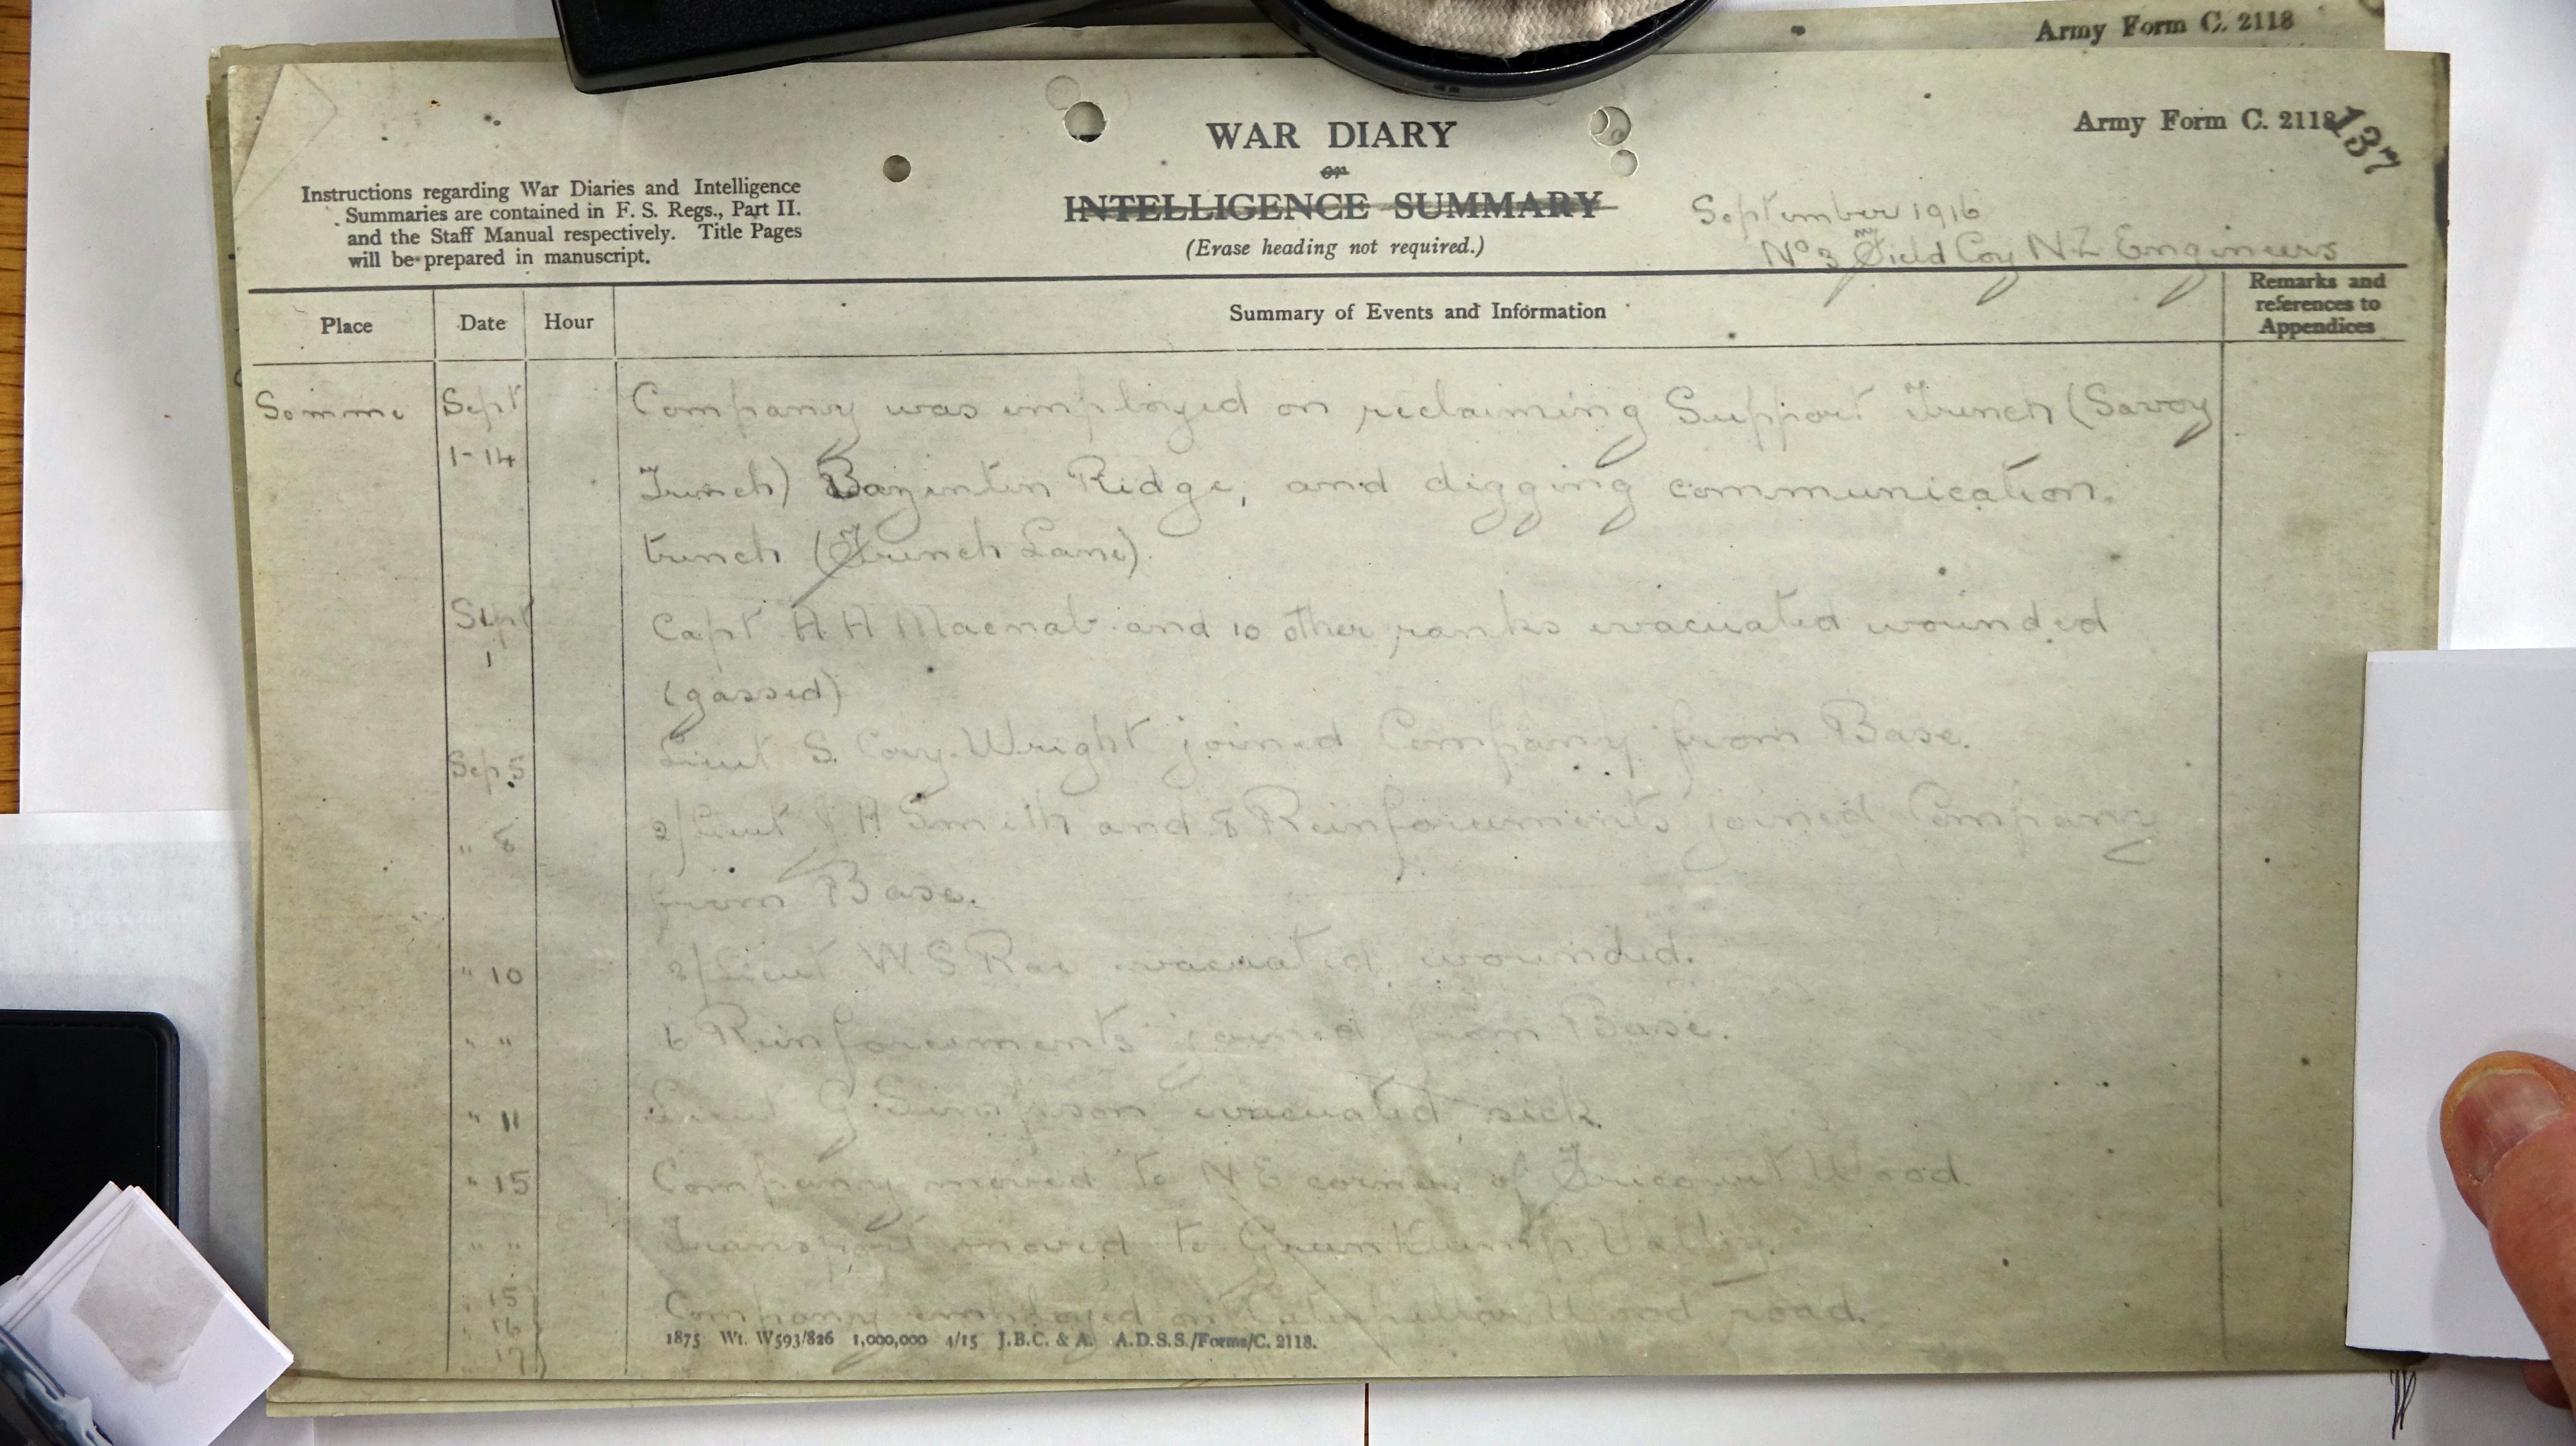 Army Form C. 2118
Army Form C. 2118
137
WAR DIARY
or
INTELLIGENCE SUMMARY
(Erase heading not required.)
Instructions regarding War Diaries and Intelligence
Summaries are contained in F. S. Regs., Part II.
and the Staff Manual respectively. Title Pages
will be prepared in manuscript.
September 1916
No 3 Field Coy NZ Engineers
Place Date Hour Summary of Events and Information Remarks and
references to
Appendices
Somme Sept Company was employed on reclaiming Support Trench (Savoy
1-14 Trench) Bazentin Ridge, and digging communication.
trench (French Lane).
Sept Capt A A Macnab and 10 other ranks evacuated wounded
1 (gassed)
Sep. 5 Lieut S. Cory-Wright joined Company from Base.
" 8 2/Lieut J A Smith and 8 Reinforcements joined Company
from Base.
" 10 2/Lieut W S Rae evacuated wounded.
" " 6 Reinforcements joined from Base.
" 11 Lieut G Simpson evacuated sick.
" 15 Company moved to N E corner of Fricourt Wood.
" " Transport moved to Green Valley.
" 15) Company employed on Caterpillar Wood road.
" 16)
" 17)
1875 Wt. W593/826 1,000,000 4/15 J.B.C. & A. A.D.S.S./Forms/C. 2118.